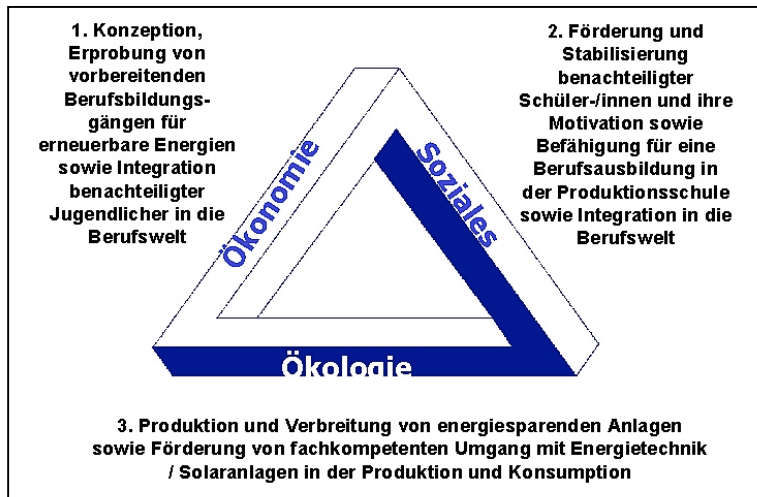 1. Konzeption,
Erprobung von
vorbereitenden
Berufsbildungs-
gängen für
erneuerbare Energien
sowie Integration
benachteiligter
Jugendlicher in die
Berufswelt
2. Förderung und
Stabilisierung
benachteiligter
Schüler-/innen und ihre
Motivation sowie
Befähigung für eine
Berufsausbildung in
der Produktionsschule
sowie Integration in die
Berufswelt
Ökonomie
Soziales
Ökologie
3. Produktion und Verbreitung von energiesparenden Anlagen
sowie Förderung von fachkompetenten Umgang mit Energietechnik
/ Solaranlagen in der Produktion und Konsumption